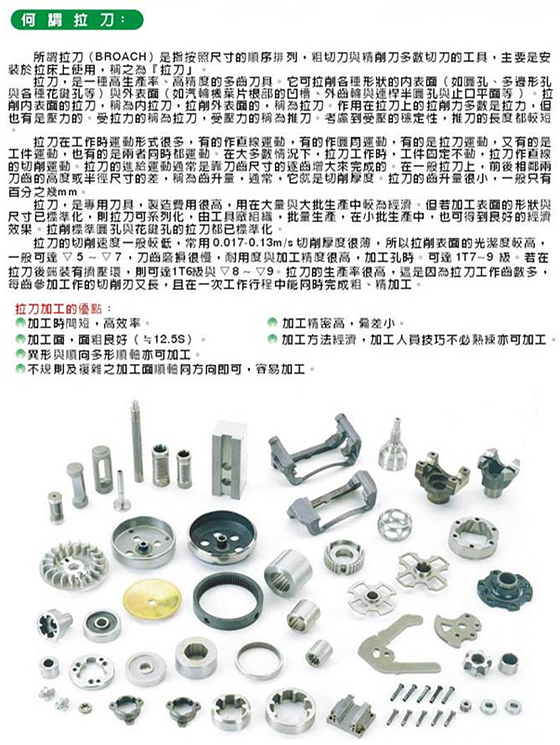 何謂拉刀：
所謂拉刀（BROACH）是指按照尺寸的順序排列，粗切刀與精削刀多數切刀的工具，主要是安
裝於拉床上使用，稱之為『拉刀』。
拉刀，是一種高生產率、高精度的多齒刀具。它可拉削各種形狀的內表面（如圓孔、多邊形孔
與各種花鍵孔等）與外表面（如汽輪機葉片根部的凹槽、外齒輪與連桿半圓孔與止口平面等）。拉
削內表面的拉刀，稱為內拉刀，拉削外表面的，稱為拉刀。作用在拉刀上的拉削力多數是拉力，但
也有是壓力的。受拉力的稱為拉刀，受壓力的稱為推刀。考慮到受壓的穩定性，推刀的長度都較短
。
拉刀在工作時運動形式很多，有的作直線運動，有的作圓周運動，有的是拉刀運動，又有的是
工件運動，也有的是兩者同時都運動。在大多數情況下，拉刀工作時，工件固定不動，拉刀作直線
的切削運動。拉刀的進給運動通常是靠刀齒尺寸的逐齒增大來完成的。在一般拉刀上，前後相鄰兩
刀齒的高度或半徑尺寸的差，稱為齒升量，通常，它就是切削厚度。拉刀的齒升量很小，一般只有
百分之幾mm。
拉刀，是專用刀具，製造費用很高，用在大量與大批生產中較為經濟。但若加工表面的形狀與
尺寸已標準化，則拉刀可系列化，由工具廠組織，批量生產，在小批生產中，也可得到良好的經濟
效果。拉削標準圓孔與花鍵孔的拉刀都已標準化。
拉刀的切削速度一般較低，常用0.017-0.13m/s切削厚度很薄，所以拉削表面的光潔度較高，
一般可達▽5～▽7，刀齒磨損很慢，耐用度與加工精度很高，加工孔時。可達1T7~9 級。若在
拉刀後端裝有擠壓環，則可達1T6級與▽8～▽9。拉刀的生產率很高，這是因為拉刀工作齒數多，
每齒參加工作的切削刃又長，且在一次工作行程中能同時完成粗、精加工。
拉刀加工的優點：
加工時間短，高效率。
加工精密高，偏差小。
加工面，面粗良好（≒12.5S）。
加工方法經濟，加工人員技巧不必熟練亦可加工。
異形與順向多形順軸亦可加工。
不規則及複雜之加工面順軸同方向即可，容易加工。